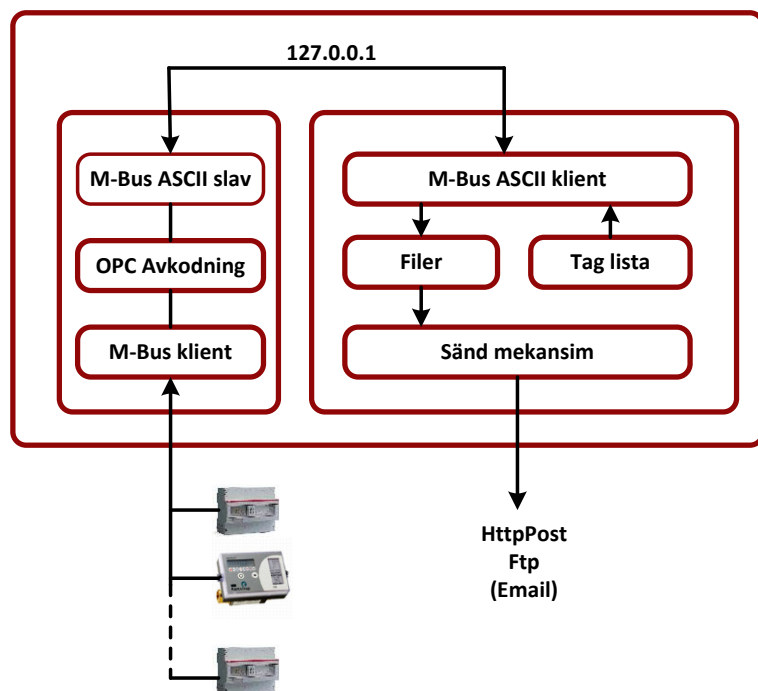 127.0.0.1
M-Bus ASCII slav
OPC Avkodning
M-Bus klient
M-Bus ASCII klient
Filer
Tag lista
Sänd mekansim
HttpPost
Ftp
(Email)